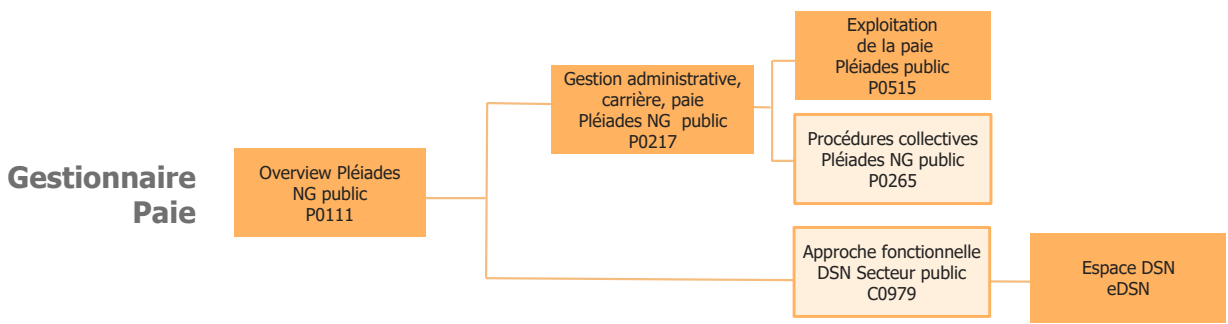 Gestionnaire
Paie
Overview Pléiades
NG public
P0111
Gestion administrative,
carrière, paie
Pléiades NG public
P0217
Exploitation
de la paie
Pléiades public
P0515
Procédures collectives
Pléiades NG public
P0265
Approche fonctionnelle
DSN Secteur public
C0979
Espace DSN
eDSN